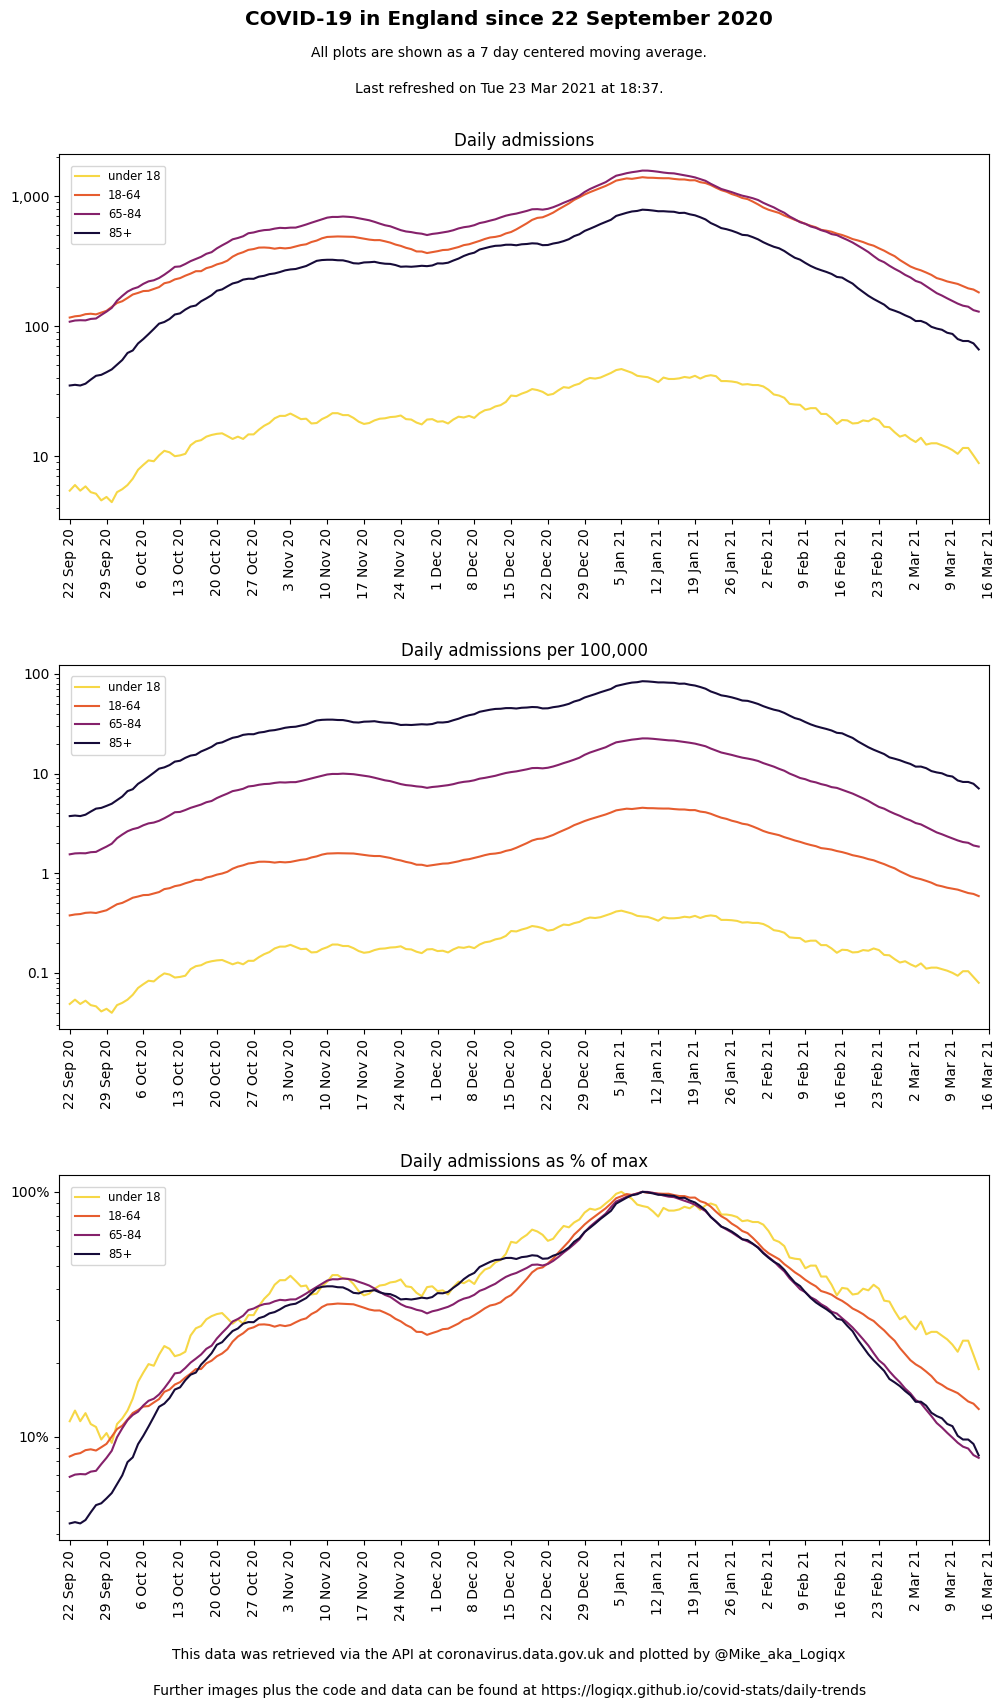 COVID-19 in England since 22 September 2020
All plots are shown as a 7 day centered moving average.
Last refreshed on Tue 23 Mar 2021 at 18:37.
Daily admissions
under 18
18-64
65-84
85+
1,000
100
10
22 Sep 20
29 Sep 20
6 Oct 20
13 Oct 20
20 Oct 20
27 Oct 20
3 Nov 20
10 Nov 20
17 Nov 20
24 Nov 20
1 Dec 20
8 Dec 20
15 Dec 20
22 Dec 20
29 Dec 20
5 Jan 21
12 Jan 21
19 Jan 21
26 Jan 21
2 Feb 21
9 Feb 21
16 Feb 21
23 Feb 21
2 Mar 21
9 Mar 21
16 Mar 21
Daily admissions per 100,000
under 18
18-64
65-84
85+
100
10
1
0.1
22 Sep 20
29 Sep 20
6 Oct 20
13 Oct 20
20 Oct 20
27 Oct 20
3 Nov 20
10 Nov 20
17 Nov 20
24 Nov 20
1 Dec 20
8 Dec 20
15 Dec 20
22 Dec 20
29 Dec 20
5 Jan 21
12 Jan 21
19 Jan 21
26 Jan 21
2 Feb 21
9 Feb 21
16 Feb 21
23 Feb 21
2 Mar 21
9 Mar 21
16 Mar 21
Daily admissions as % of max
under 18
18-64
65-84
85+
100%
10%
22 Sep 20
29 Sep 20
6 Oct 20
13 Oct 20
20 Oct 20
27 Oct 20
3 Nov 20
10 Nov 20
17 Nov 20
24 Nov 20
1 Dec 20
8 Dec 20
15 Dec 20
22 Dec 20
29 Dec 20
5 Jan 21
12 Jan 21
19 Jan 21
26 Jan 21
2 Feb 21
9 Feb 21
16 Feb 21
23 Feb 21
2 Mar 21
9 Mar 21
16 Mar 21
This data was retrieved via the API at coronavirus.data.gov.uk and plotted by @Mike_aka_Logiqx
Further images plus the code and data can be found at https://logiqx.github.io/covid-stats/daily-trends